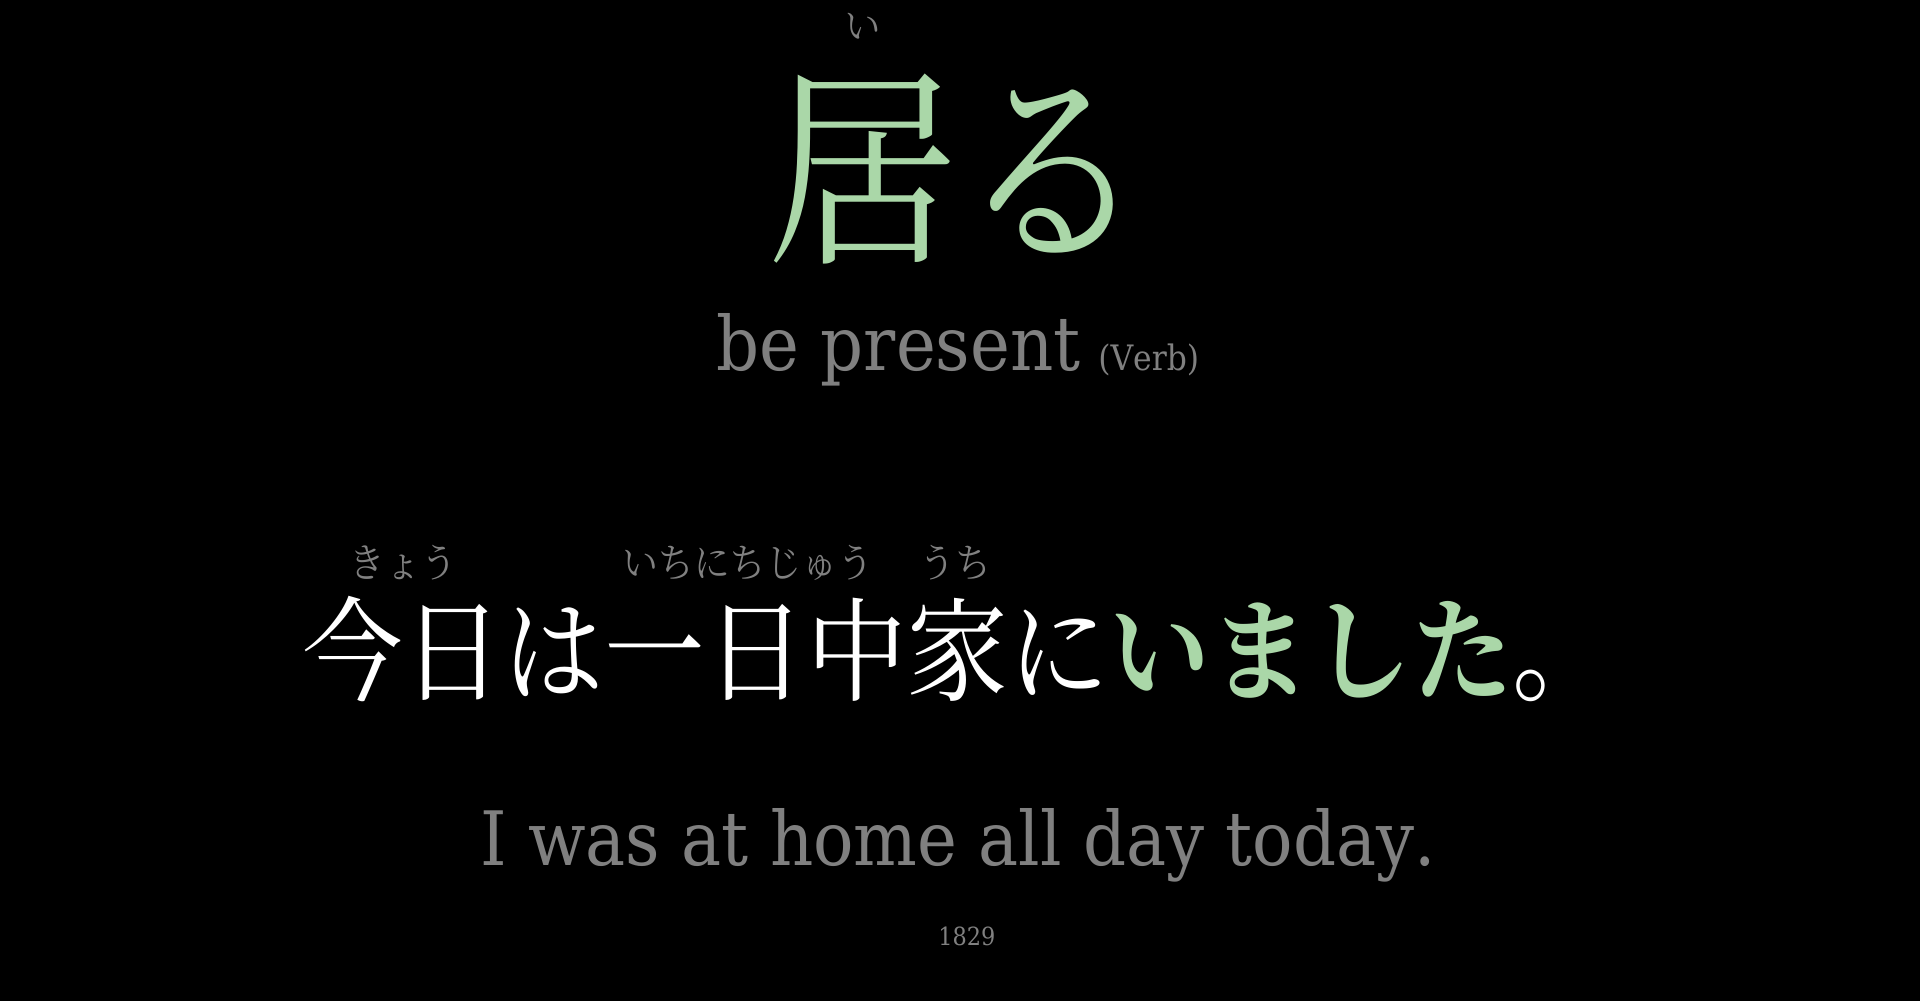 い
居る
be present (Verb)
きょう いちにちじゅう うち
今日は一日中家にいました。
I was at home all day today.
1829